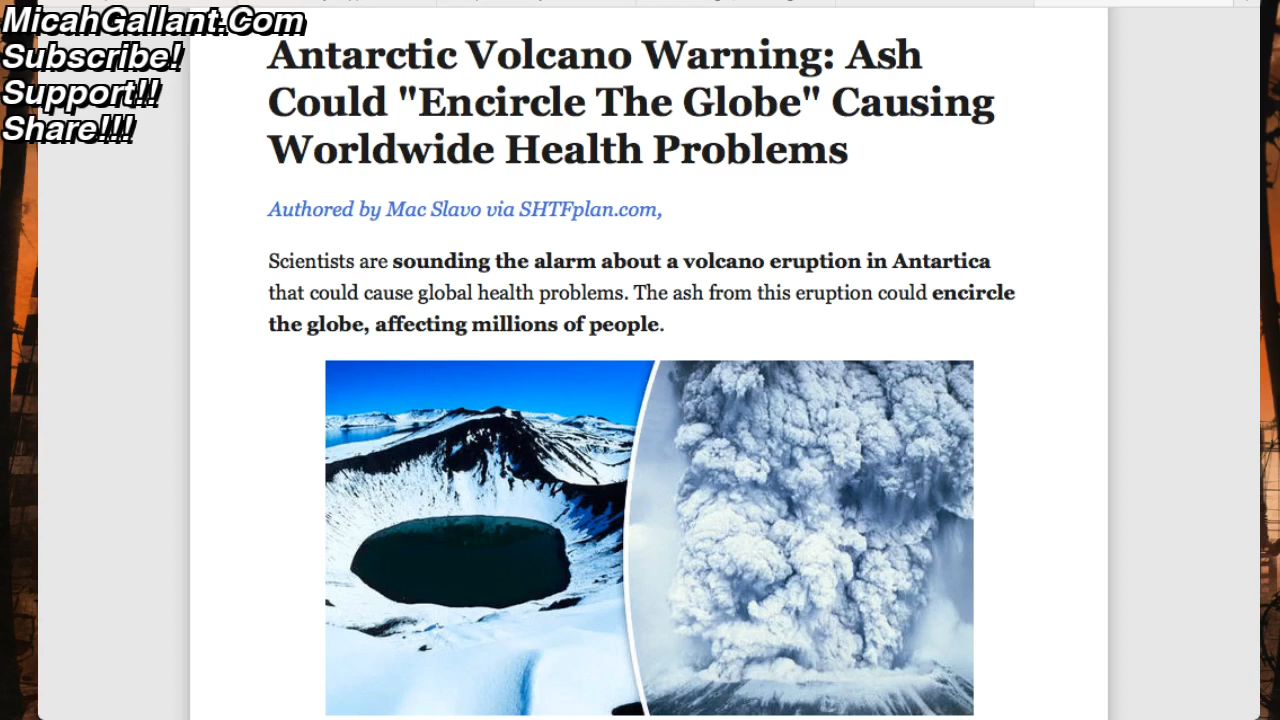 MicahGallant.Com
Subscribe!
Support!!
Share!!!
Antarctic Volcano Warning: Ash
Could "Encircle The Globe" Causing
Worldwide Health Problems
Authored by Mac Slavo via SHTFplan.com,
Scientists are sounding the alarm about a volcano eruption in Antartica
that could cause global health problems. The ash from this eruption could encircle
the globe, affecting millions of people.